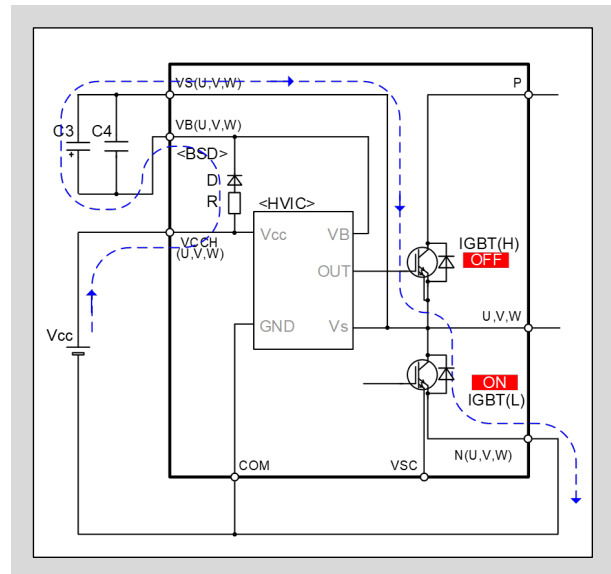 VS(U,V,W)
P
C3
C4
+
VB(U,V,W)
<BSD>
D
R
<HVIC>
VCCH
(U,V,W)
Vcc
VB
IGBT(H)
OFF
OUT
U,V,W
GND
Vs
Vcc
ON
IGBT(L)
N(U,V,W)
COM
VSC